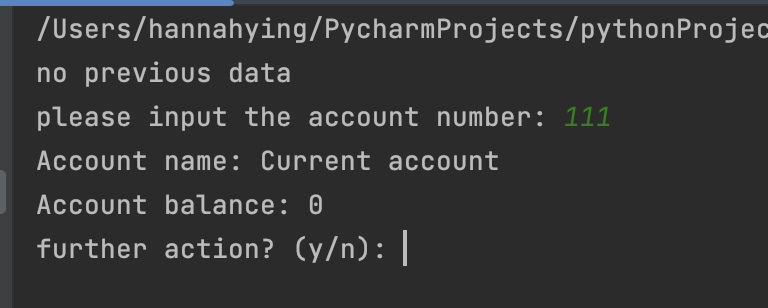 /Users/hannahying/PycharmProjects/pythonProjec
no previous data
please input the account number: 111
Account name: Current account
Account balance: 0
further action? (y/n):